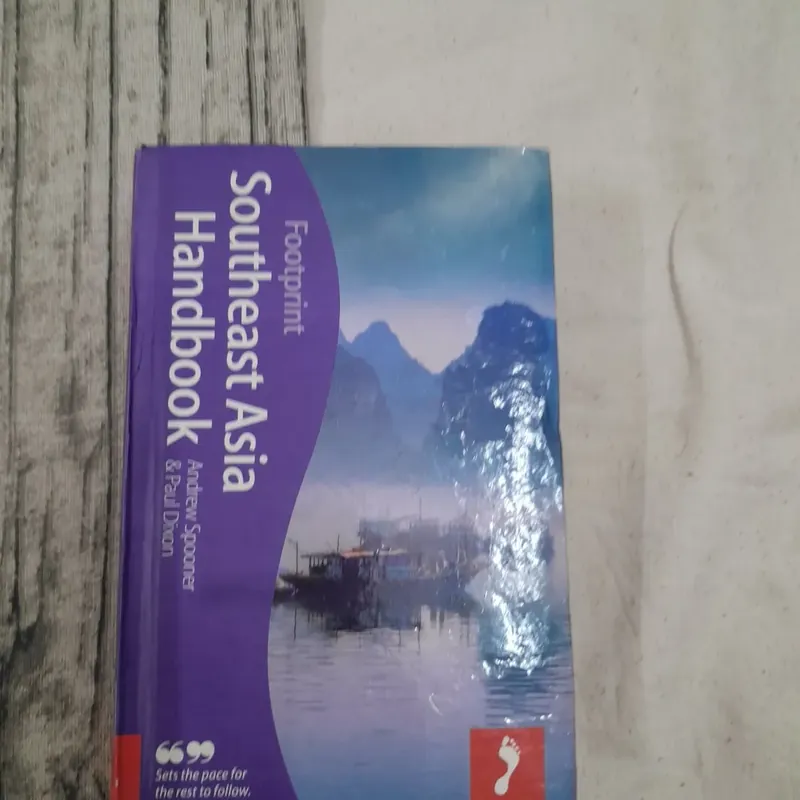 Footprint
Southeast Asia
Handbook
Andrew Spooner
& Paul Dixon
Sets the pace for
the rest to follow.